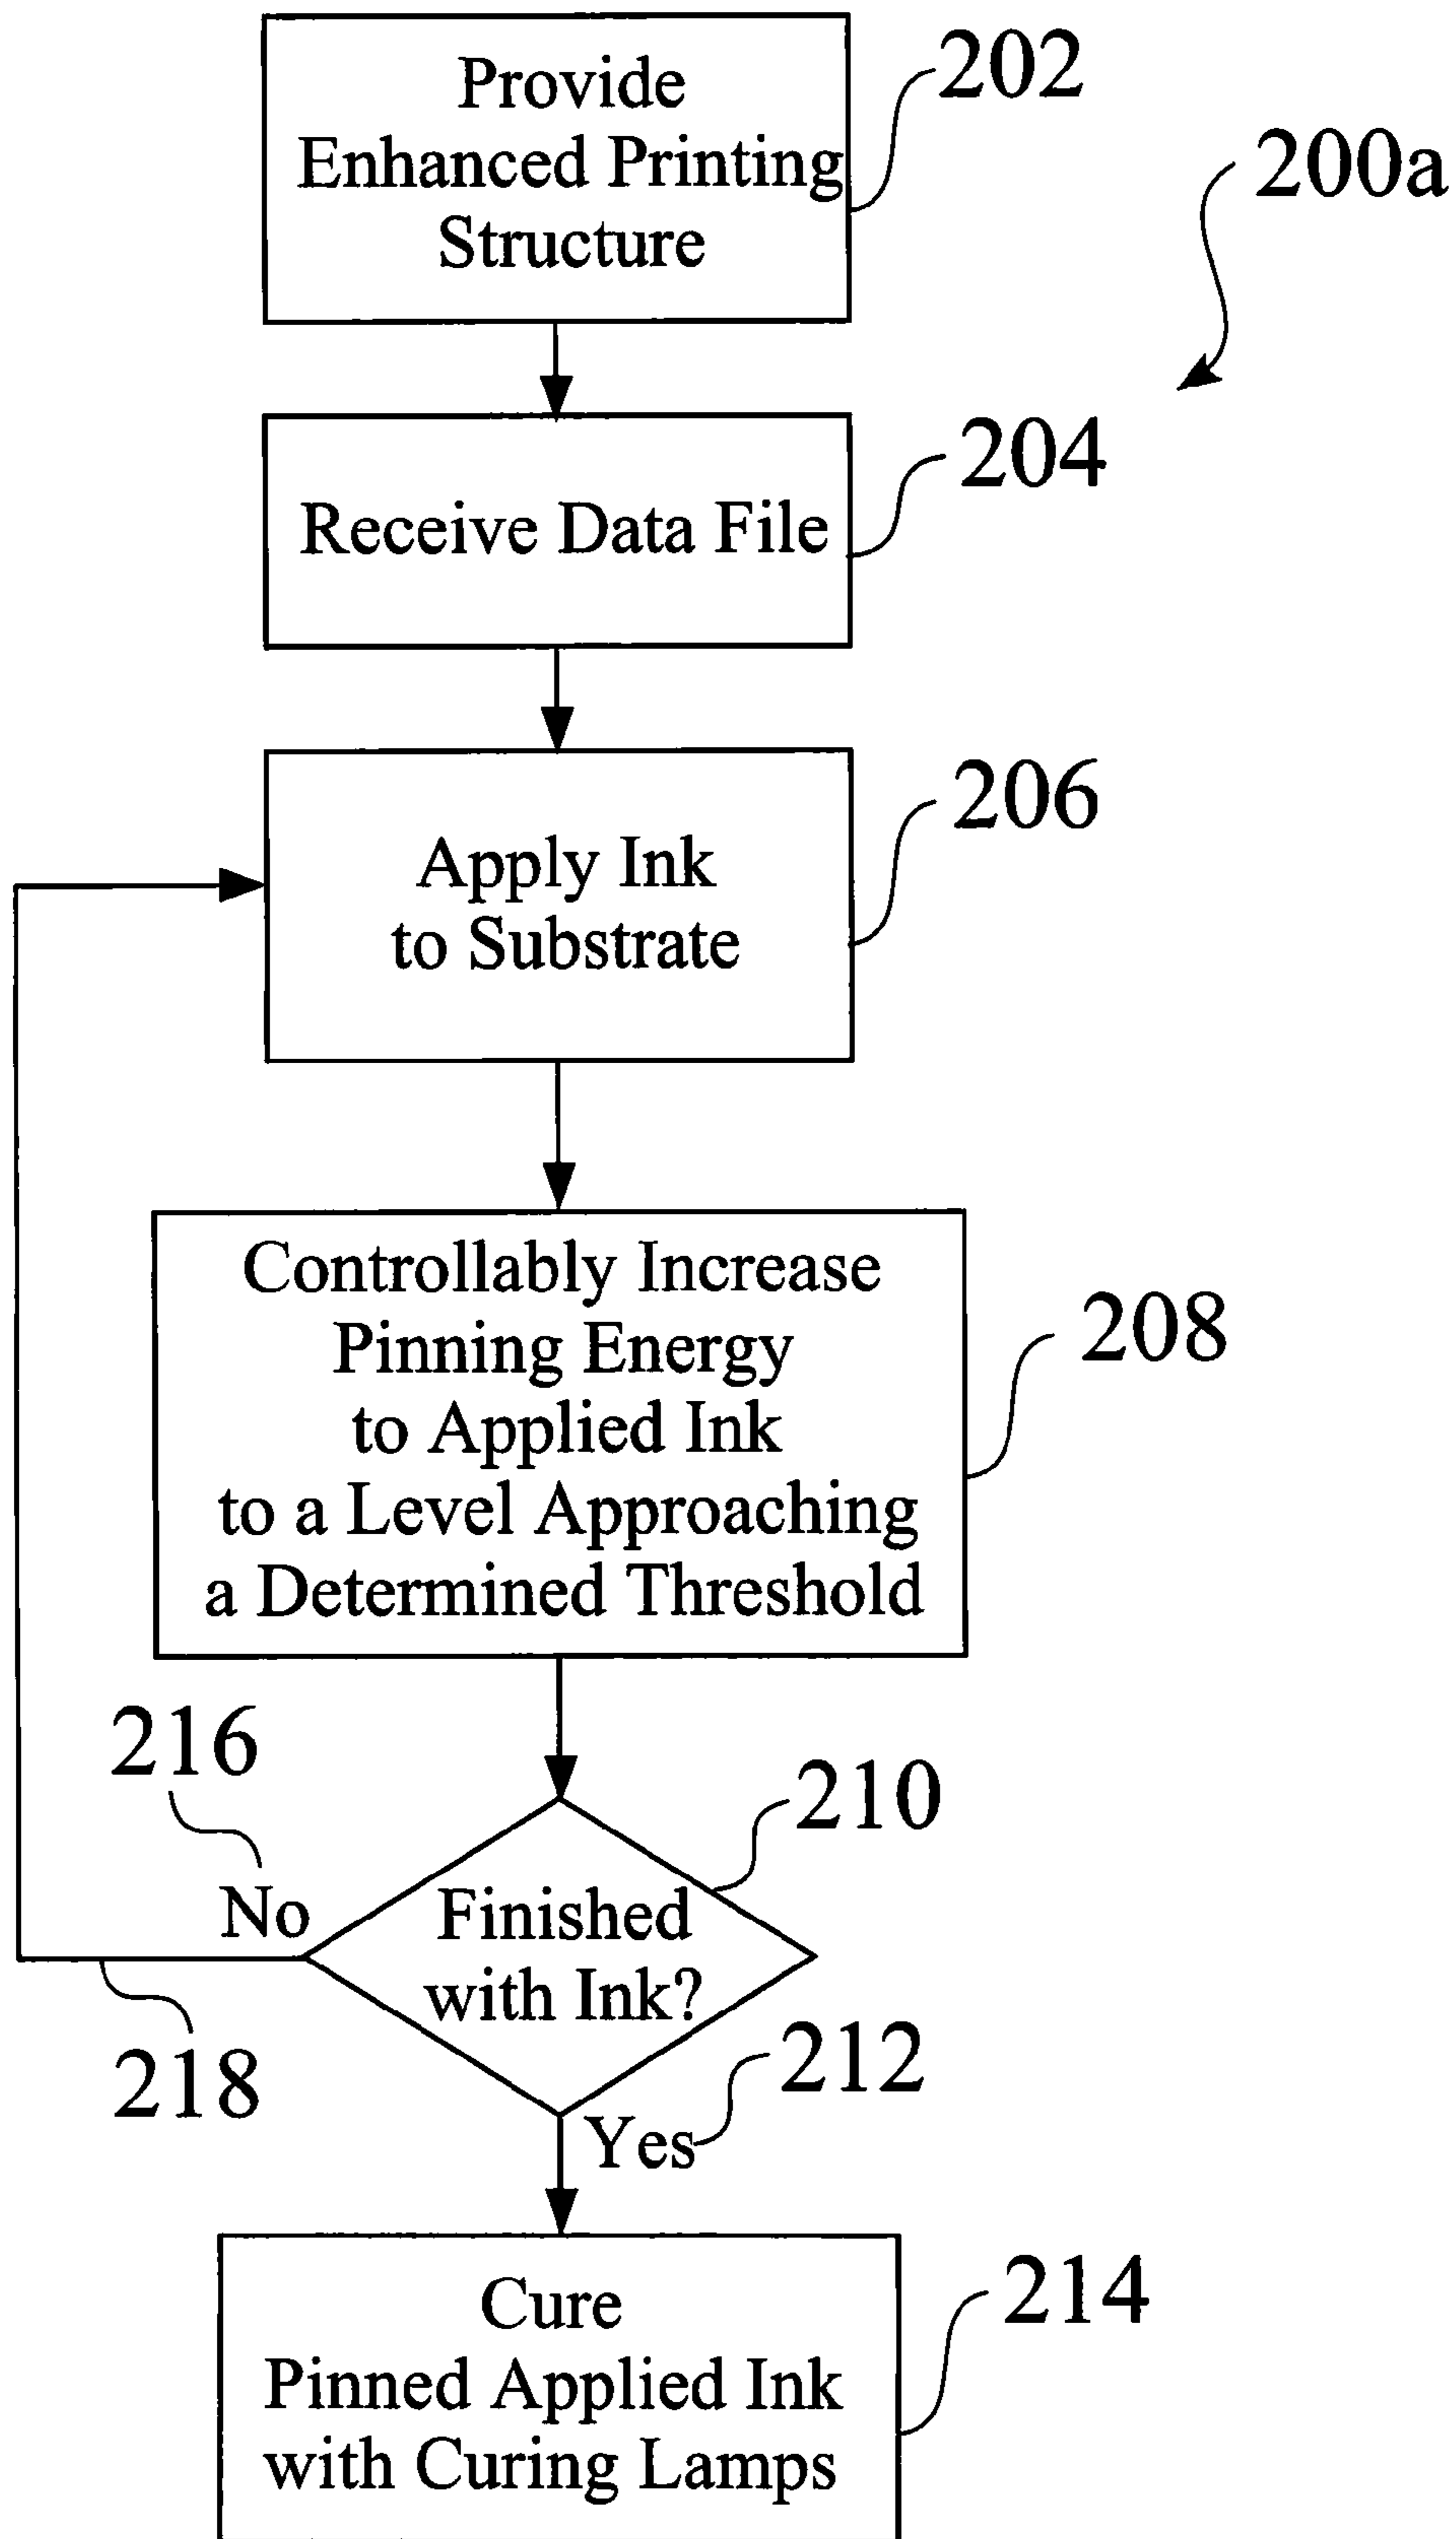 Provide
Enhanced Printing
Structure
202
200a
Receive Data File
204
Apply Ink
to Substrate
206
Controllably Increase
Pinning Energy
to Applied Ink
to a Level Approaching
a Determined Threshold
208
216
No
218
Finished
with Ink?
210
Yes
212
Cure
Pinned Applied Ink
with Curing Lamps
214